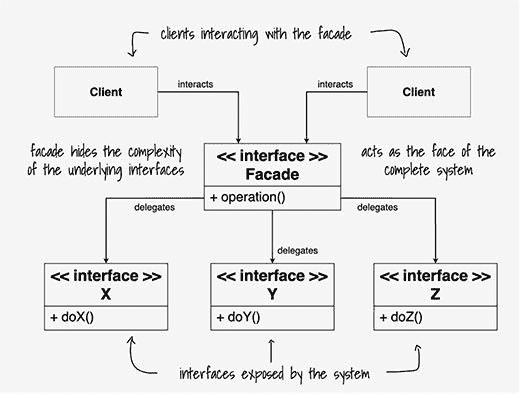 clients interacting with the facade
Client
Client
interacts
interacts
facade hides the complexity
of the underlying interfaces
<< interface >>
Facade
+ operation()
acts as the face of the
complete system
delegates
delegates
delegates
<< interface >>
X
+ doX()
<< interface >>
Y
+ doY()
<< interface >>
Z
+ doZ()
interfaces exposed by the system